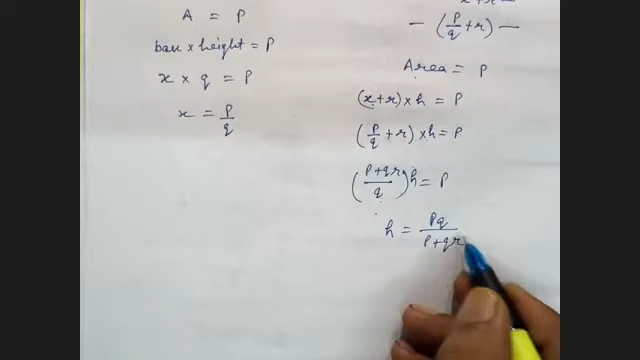 A = P
base × height = P
x × q = P
x = P/q
x + r
— (P/q + r) —
Area = P
(x + r) × h = P
(P/q + r) × h = P
((P + qr)/q) h = P
h = Pq/(P + qr)